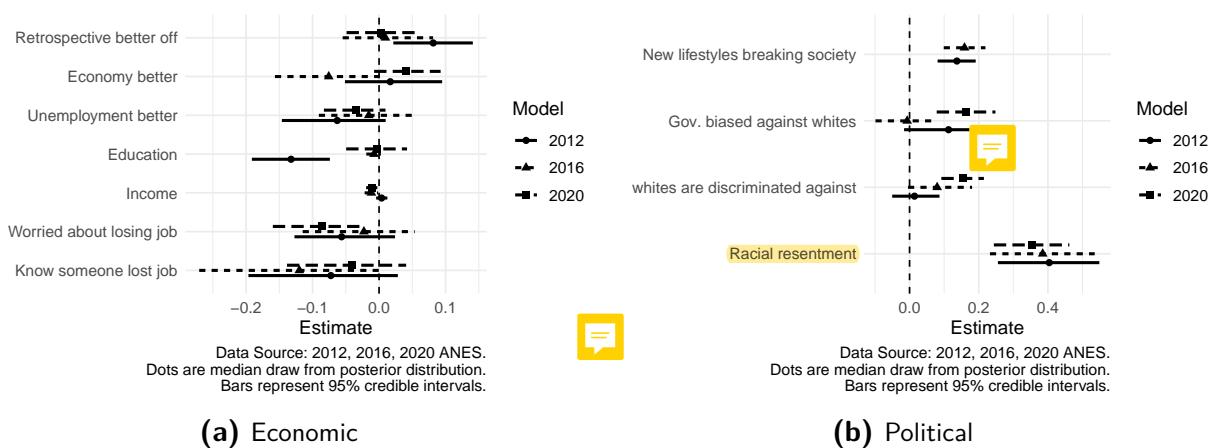 Retrospective better off
Economy better
Unemployment better
Education
Income
Worried about losing job
Know someone lost job
−0.2 −0.1 0.0 0.1
Estimate
Model
2012
2016
2020
Data Source: 2012, 2016, 2020 ANES.
Dots are median draw from posterior distribution.
Bars represent 95% credible intervals.
(a) Economic
New lifestyles breaking society
Gov. biased against whites
whites are discriminated against
Racial resentment
0.0 0.2 0.4
Estimate
Model
2012
2016
2020
Data Source: 2012, 2016, 2020 ANES.
Dots are median draw from posterior distribution.
Bars represent 95% credible intervals.
(b) Political